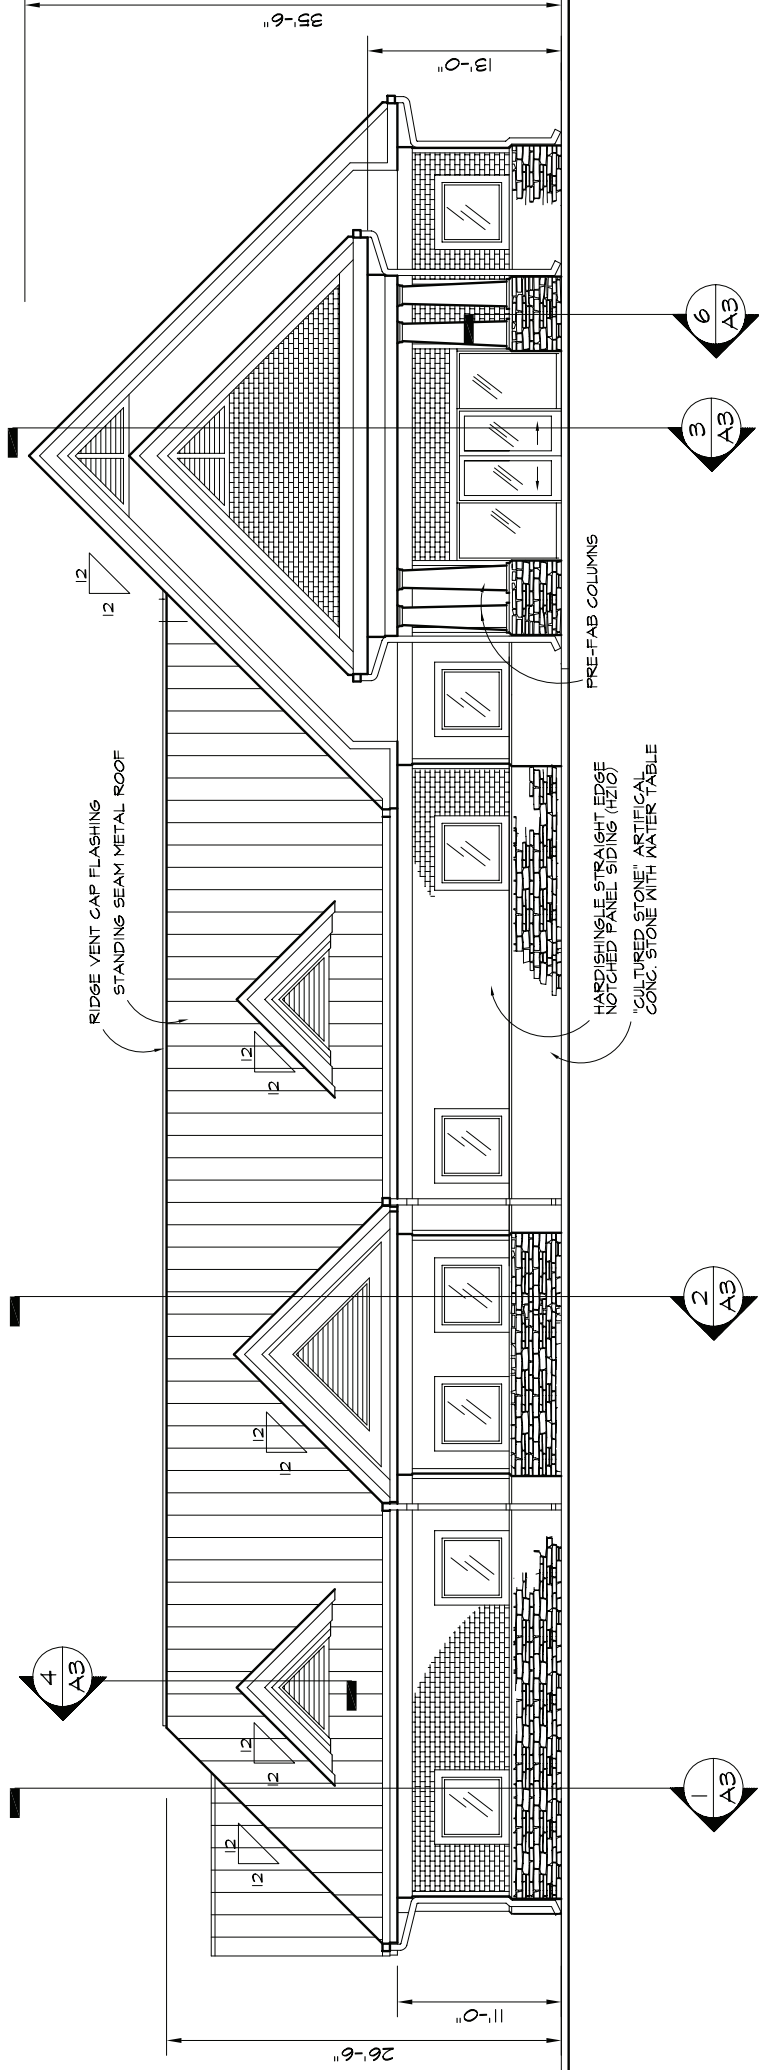 35'-6"
13'-0"
6
A3
3
A3
12
12
PRE-FAB COLUMNS
RIDGE VENT CAP FLASHING
STANDING SEAM METAL ROOF
HARDISHINGLE STRAIGHT EDGE
NOTCHED PANEL SIDING (HZ10)
"CULTURED STONE" ARTIFICAL
CONC. STONE WITH WATER TABLE
12
12
2
A3
12
12
4
A3
12
12
1
A3
12
12
11'-0"
26'-6"